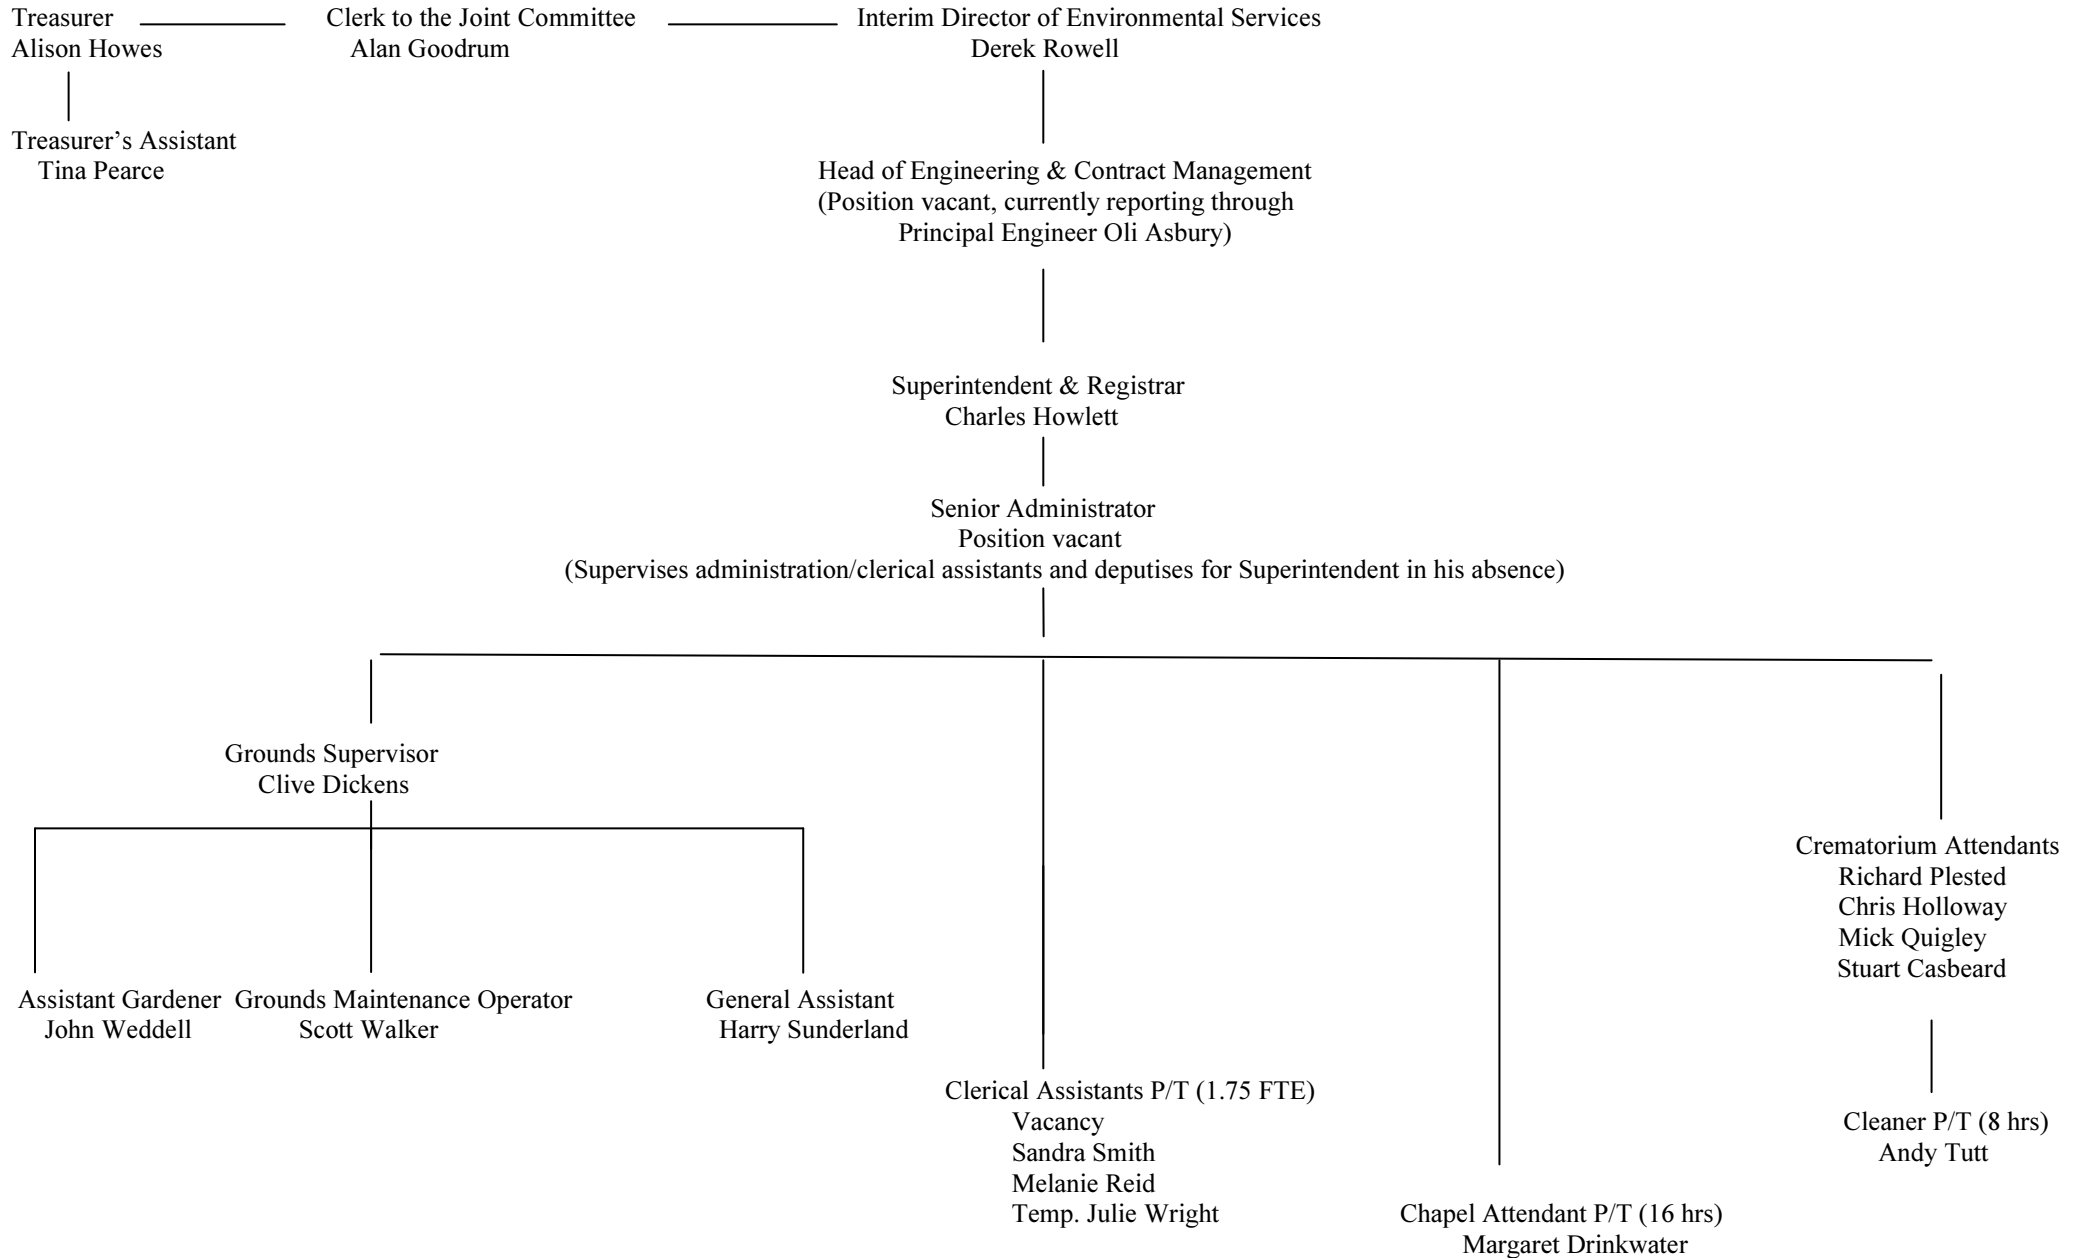 Treasurer
Alison Howes
Clerk to the Joint Committee
Alan Goodrum
Interim Director of Environmental Services
Derek Rowell
Treasurer’s Assistant
Tina Pearce
Head of Engineering & Contract Management
(Position vacant, currently reporting through
Principal Engineer Oli Asbury)
Superintendent & Registrar
Charles Howlett
Senior Administrator
Position vacant
(Supervises administration/clerical assistants and deputises for Superintendent in his absence)
Grounds Supervisor
Clive Dickens
Assistant Gardener
John Weddell
Grounds Maintenance Operator
Scott Walker
General Assistant
Harry Sunderland
Clerical Assistants P/T (1.75 FTE)
Vacancy
Sandra Smith
Melanie Reid
Temp. Julie Wright
Chapel Attendant P/T (16 hrs)
Margaret Drinkwater
Crematorium Attendants
Richard Plested
Chris Holloway
Mick Quigley
Stuart Casbeard
Cleaner P/T (8 hrs)
Andy Tutt